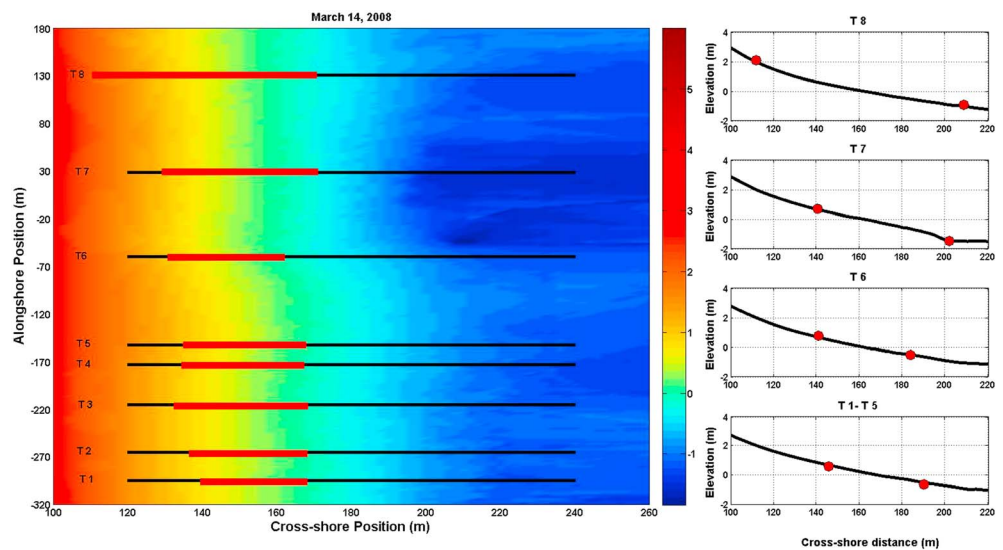 March 14, 2008
180
130
80
30
-20
-70
-120
-170
-220
-270
-320
Alongshore Position (m)
T 8
T 7
T6
T 5
T 4
T 3
T 2
T 1
100 120 140 160 180 200 220 240 260
Cross-shore Position (m)
5
4
3
2
1
0
-1
T 8
Elevation (m)
4
2
0
-2
100 120 140 160 180 200 220
T 7
Elevation (m)
4
2
0
-2
100 120 140 160 180 200 220
T 6
Elevation (m)
4
2
0
-2
100 120 140 160 180 200 220
T 1- T 5
Elevation (m)
4
2
0
-2
100 120 140 160 180 200 220
Cross-shore distance (m)